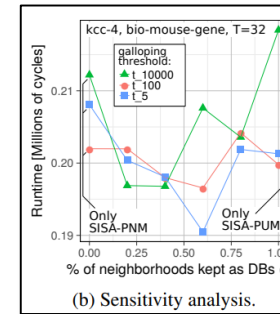 kcc-4, bio-mouse-gene, T=32
galloping
threshold:
t_10000
t_100
t_5
Runtime [Millions of cycles]
0.21
0.20
0.19
Only
SISA-PNM
Only
SISA-PUM
0.00 0.25 0.50 0.75 1.0
% of neighborhoods kept as DBs
(b) Sensitivity analysis.